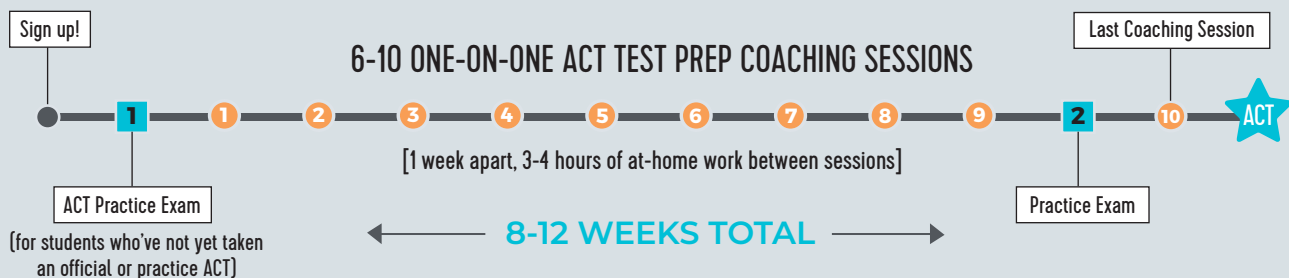 Sign up!
Last Coaching Session
6-10 ONE-ON-ONE ACT TEST PREP COACHING SESSIONS
1 1 2 3 4 5 6 7 8 9 2 10 ACT
[1 week apart, 3-4 hours of at-home work between sessions]
ACT Practice Exam
Practice Exam
(for students who've not yet taken
an official or practice ACT)
8-12 WEEKS TOTAL